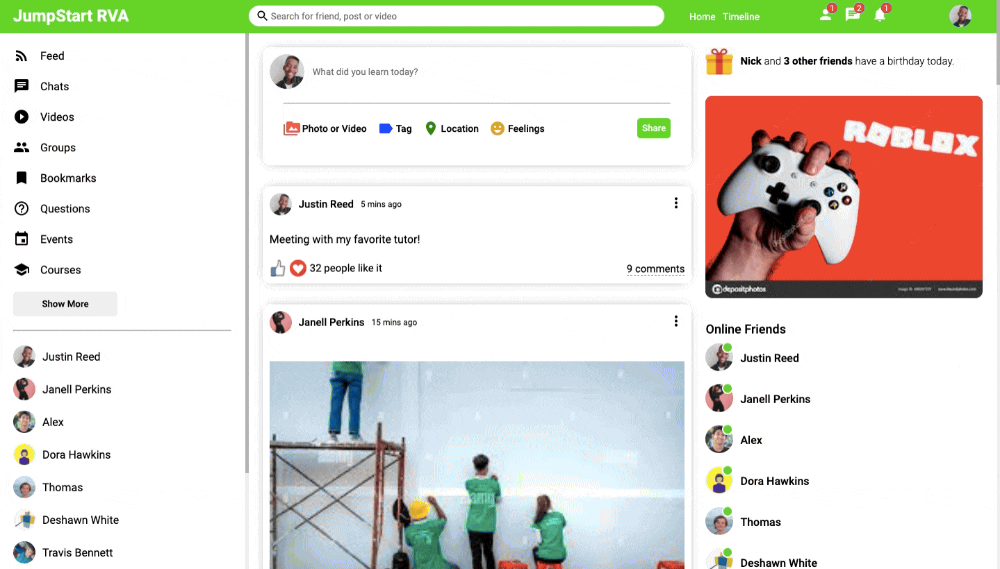 JumpStart RVA
Search for friend, post or video
Home Timeline
1
2
1
Feed
Chats
Videos
Groups
Bookmarks
Questions
Events
Courses
Show More
Justin Reed
Janell Perkins
Alex
Dora Hawkins
Thomas
Deshawn White
Travis Bennett
What did you learn today?
Photo or Video Tag Location Feelings Share
Justin Reed 5 mins ago
Meeting with my favorite tutor!
32 people like it 9 comments
Janell Perkins 15 mins ago
Nick and 3 other friends have a birthday today.
ROBLOX
depositphotos
Online Friends
Justin Reed
Janell Perkins
Alex
Dora Hawkins
Thomas
Deshawn White